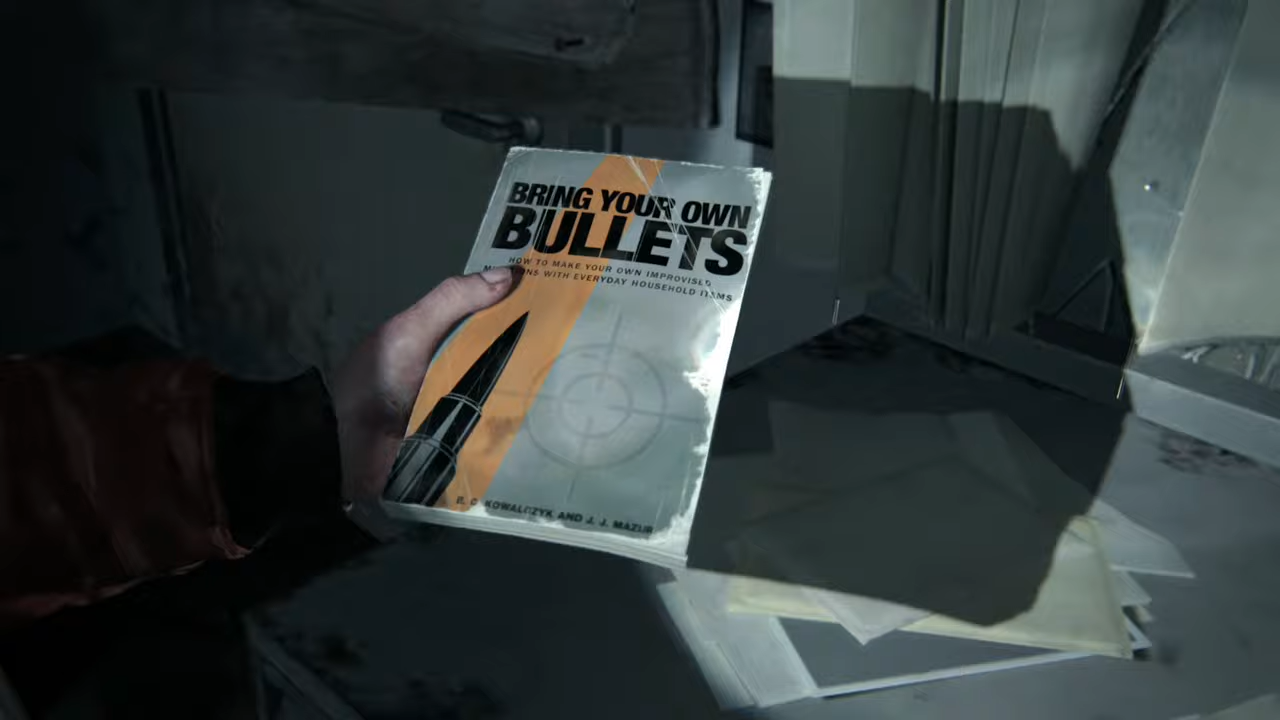 BRING YOUR OWN
BULLETS
HOW TO MAKE YOUR OWN IMPROVISED
WITH EVERYDAY HOUSEHOLD ITEMS
KOWALCZYK AND J. J. MAZUR